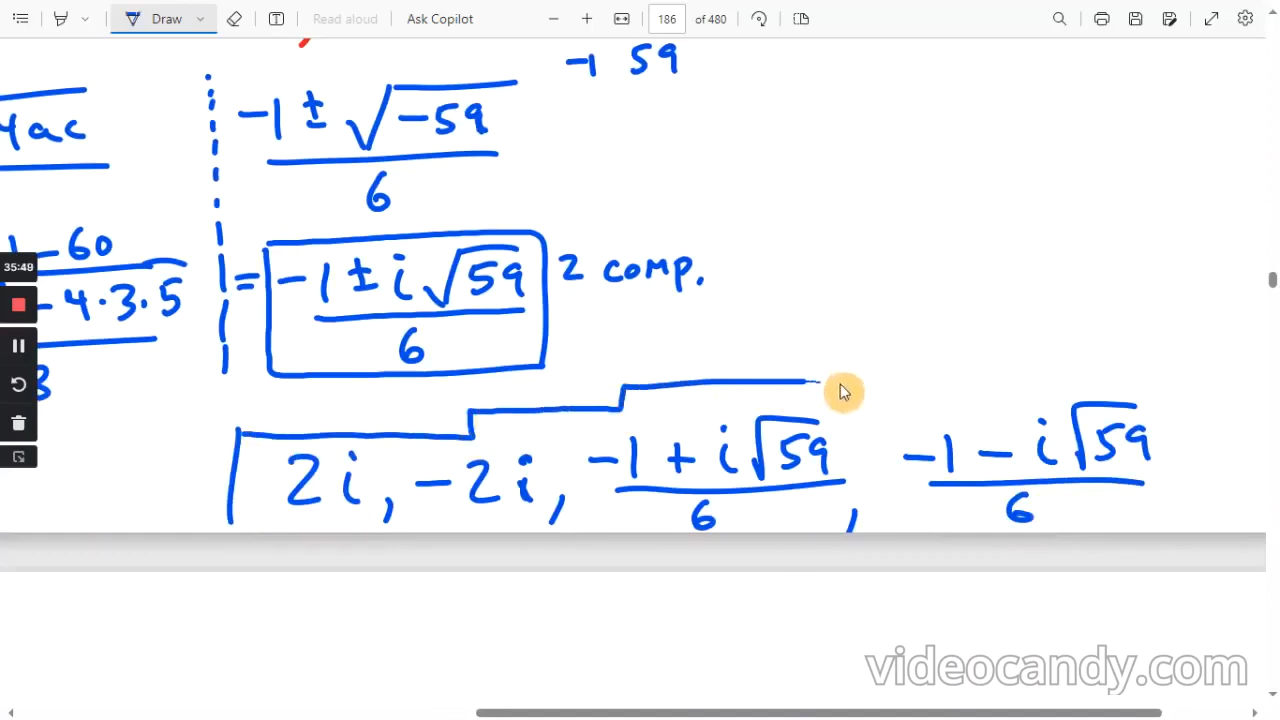 Draw
Read aloud
Ask Copilot
186 of 480
-1 59
4ac
-1 ± √-59
6
- 60
- 4·3·5
3
35:49
= -1 ± i√59 2 comp.
6
2i, -2i, -1 + i√59 , -1 - i√59
6 6
videocandy.com